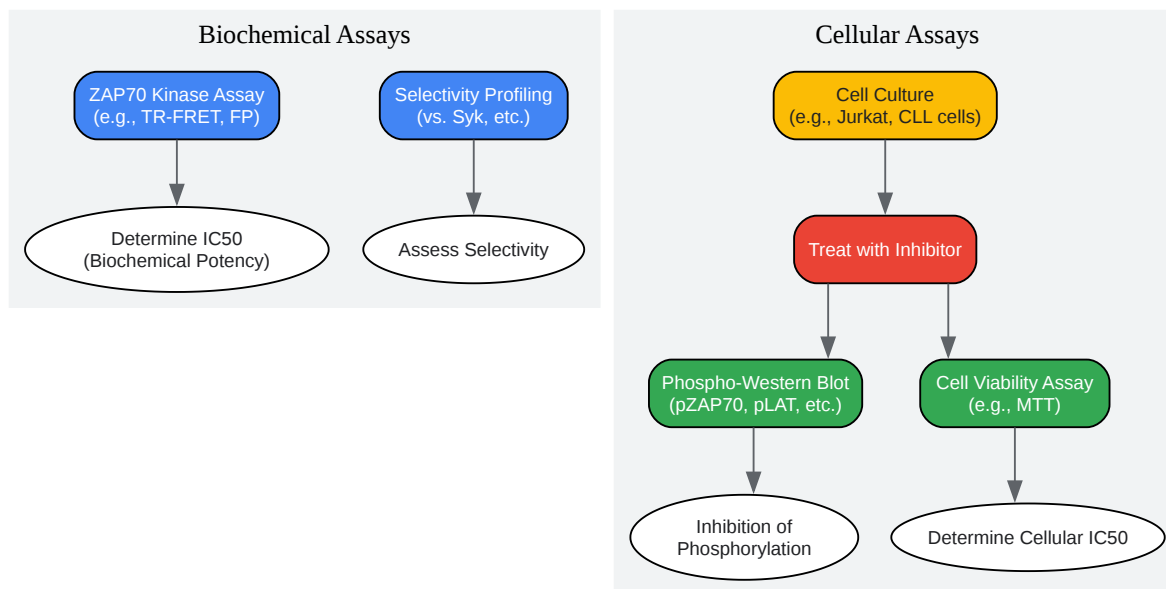 Biochemical Assays
ZAP70 Kinase Assay
(e.g., TR-FRET, FP)
Selectivity Profiling
(vs. Syk, etc.)
Determine IC50
(Biochemical Potency)
Assess Selectivity
Cellular Assays
Cell Culture
(e.g., Jurkat, CLL cells)
Treat with Inhibitor
Phospho-Western Blot
(pZAP70, pLAT, etc.)
Cell Viability Assay
(e.g., MTT)
Inhibition of
Phosphorylation
Determine Cellular IC50